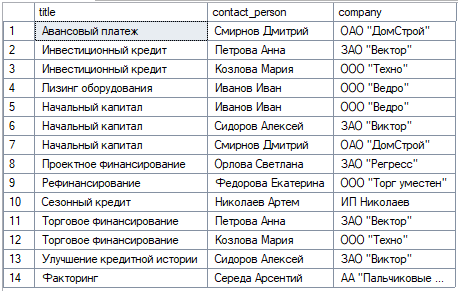 title contact_person company
1 Авансовый платеж Смирнов Дмитрий ОАО "ДомСтрой"
2 Инвестиционный кредит Петрова Анна ЗАО "Вектор"
3 Инвестиционный кредит Козлова Мария ООО "Техно"
4 Лизинг оборудования Иванов Иван ООО "Ведро"
5 Начальный капитал Иванов Иван ООО "Ведро"
6 Начальный капитал Сидоров Алексей ЗАО "Виктор"
7 Начальный капитал Смирнов Дмитрий ОАО "ДомСтрой"
8 Проектное финансирование Орлова Светлана ЗАО "Регресс"
9 Рефинансирование Федорова Екатерина ООО "Торг уместен"
10 Сезонный кредит Николаев Артем ИП Николаев
11 Торговое финансирование Петрова Анна ЗАО "Вектор"
12 Торговое финансирование Козлова Мария ООО "Техно"
13 Улучшение кредитной истории Сидоров Алексей ЗАО "Виктор"
14 Факторинг Середа Арсентий АА "Пальчиковые ...